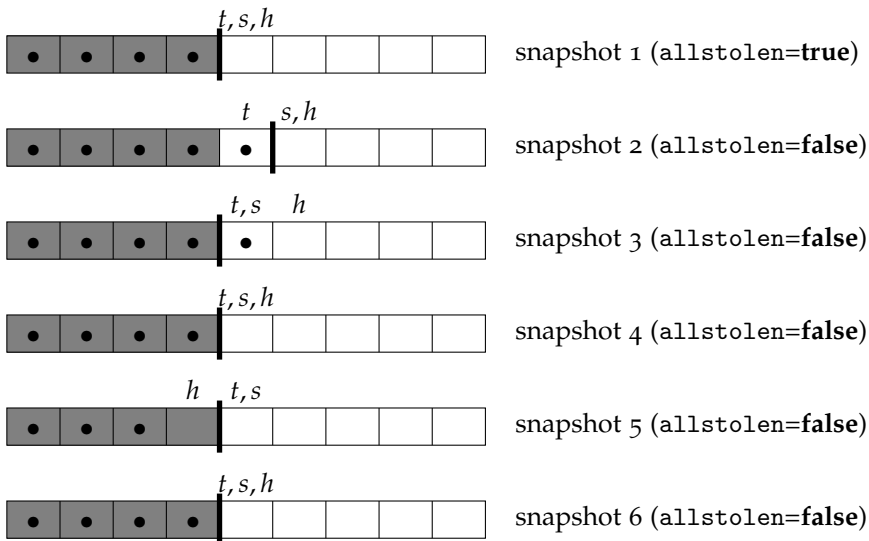 t, s, h
snapshot 1 (allstolen=true)
t s, h
snapshot 2 (allstolen=false)
t, s h
snapshot 3 (allstolen=false)
t, s, h
snapshot 4 (allstolen=false)
h t, s
snapshot 5 (allstolen=false)
t, s, h
snapshot 6 (allstolen=false)